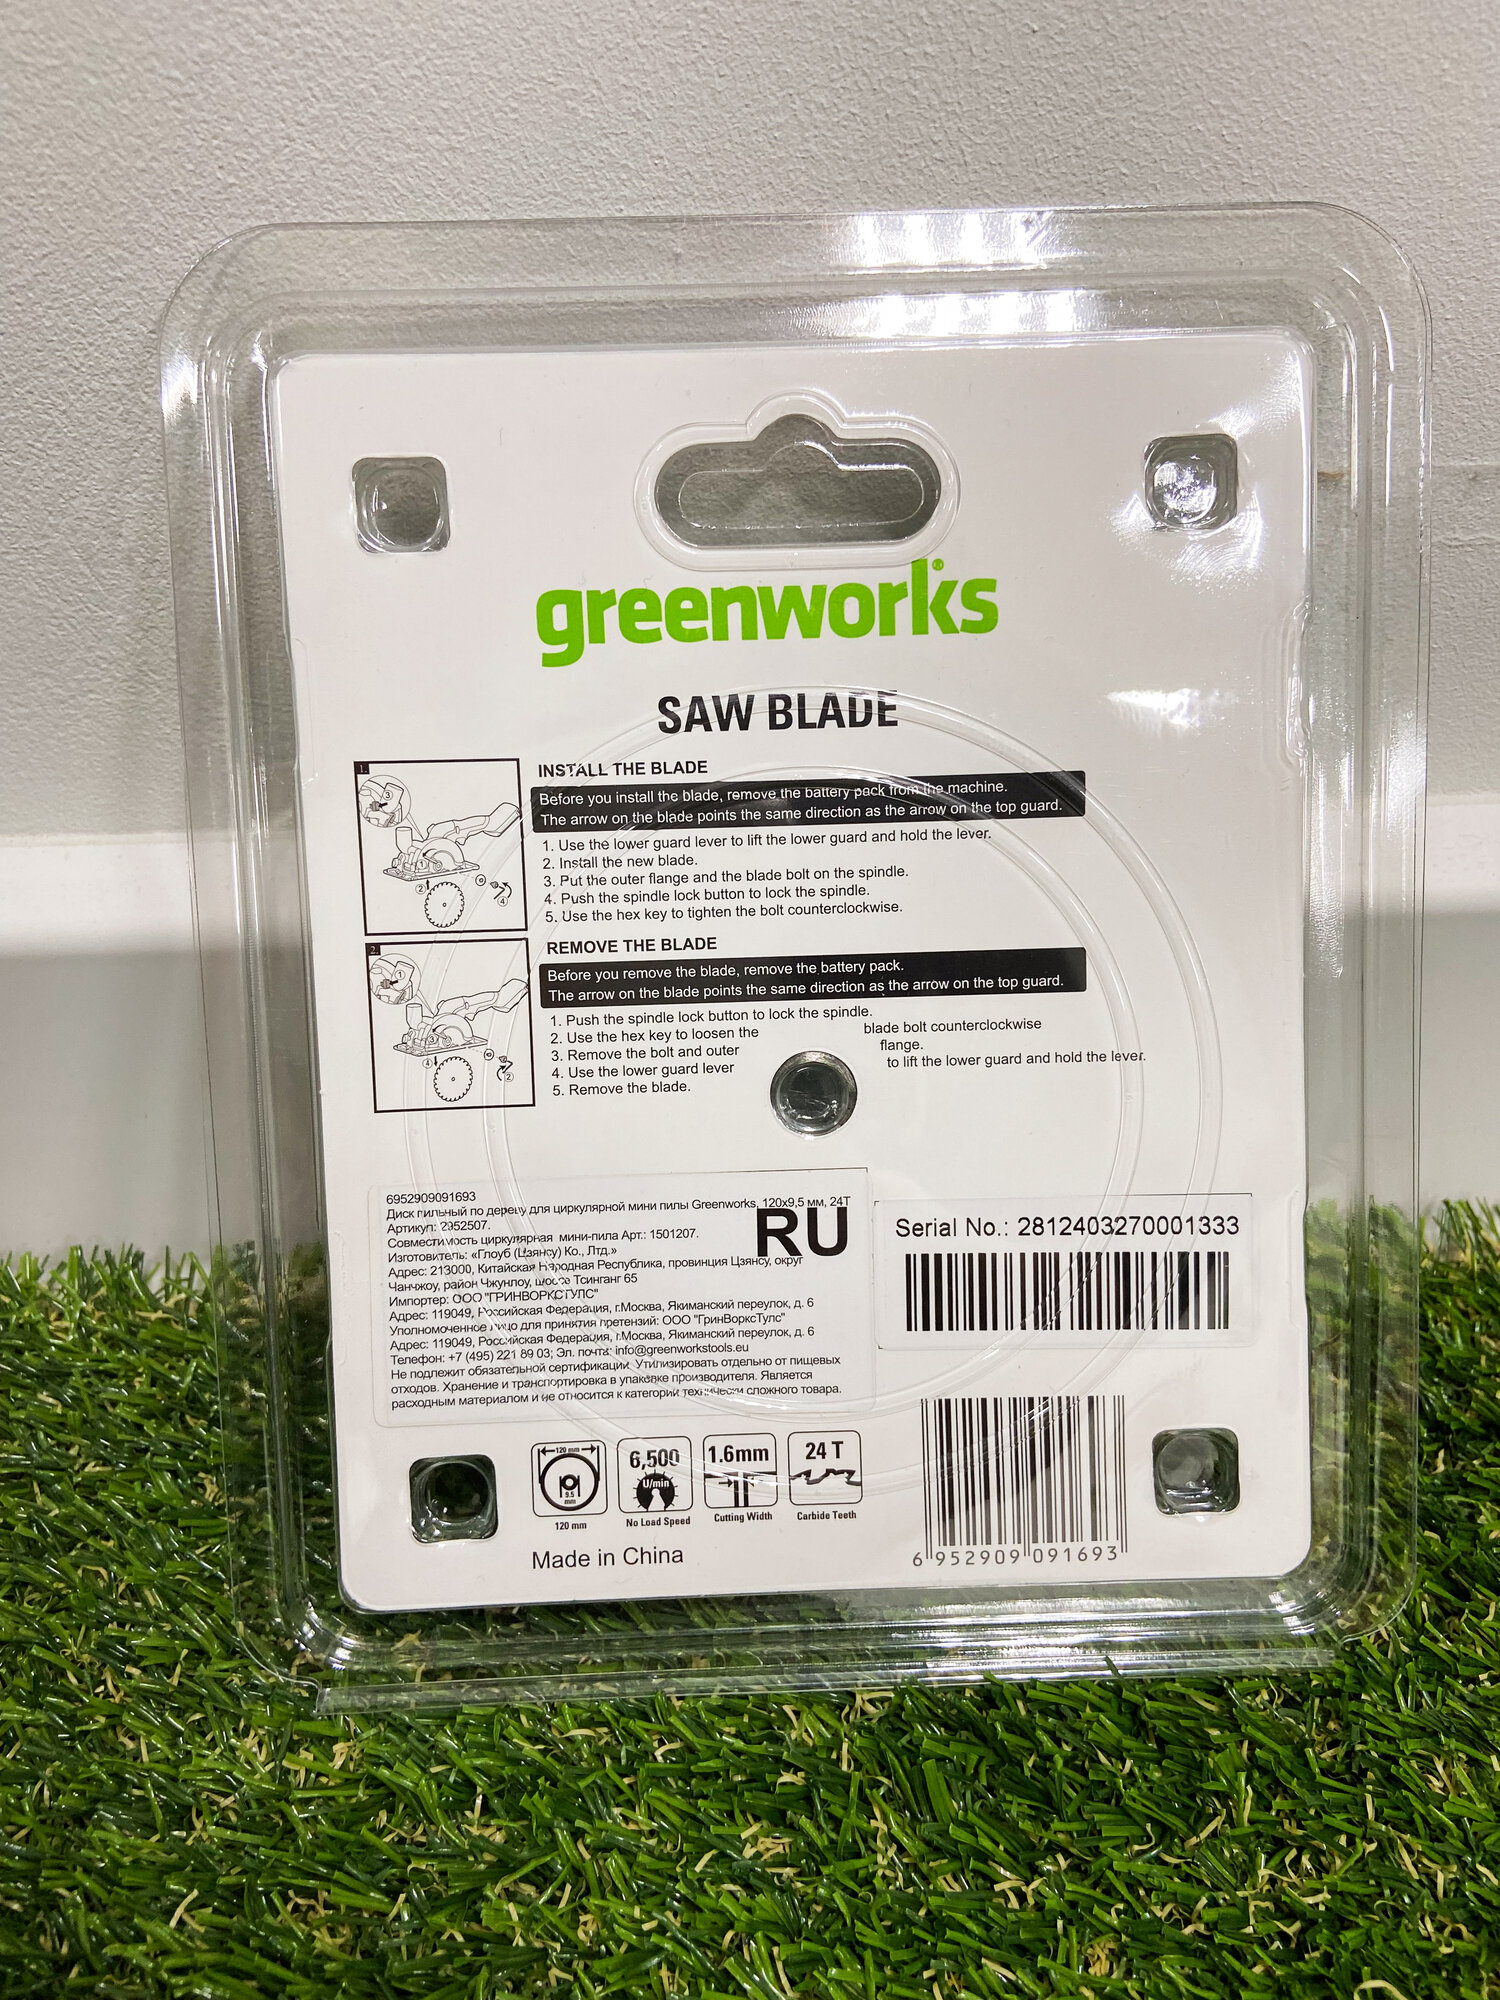 greenworks®
SAW BLADE
1.
INSTALL THE BLADE
Before you install the blade, remove the battery pack from the machine.
The arrow on the blade points the same direction as the arrow on the top guard.
1. Use the lower guard lever to lift the lower guard and hold the lever.
2. Install the new blade.
3. Put the outer flange and the blade bolt on the spindle.
4. Push the spindle lock button to lock the spindle.
5. Use the hex key to tighten the bolt counterclockwise.
2.
REMOVE THE BLADE
Before you remove the blade, remove the battery pack.
The arrow on the blade points the same direction as the arrow on the top guard.
1. Push the spindle lock button to lock the spindle.
2. Use the hex key to loosen the blade bolt counterclockwise
3. Remove the bolt and outer flange.
4. Use the lower guard lever to lift the lower guard and hold the lever.
5. Remove the blade.
6952909091693
Диск пильный по дереву для циркулярной мини пилы Greenworks, 120х9,5 мм, 24Т
Артикул: 2952507.
Совместимость циркулярная мини-пила Арт.: 1501207.
Изготовитель: «Глоуб (Цзянсу) Ко., Лтд.»
Адрес: 213000, Китайская Народная Республика, провинция Цзянсу, округ
Чанчжоу, район Чжунлоу, шоссе Тсинганг 65
Импортер: ООО "ГРИНВОРКСТУЛС"
Адрес: 119049, Российская Федерация, г.Москва, Якиманский переулок, д. 6
Уполномоченное лицо для принятия претензий: ООО "ГринВорксТулс"
Адрес: 119049, Российская Федерация, г.Москва, Якиманский переулок, д. 6
Телефон: +7 (495) 221 89 03; Эл. почта: info@greenworkstools.eu
Не подлежит обязательной сертификации. Утилизировать отдельно от пищевых
отходов. Хранение и транспортировка в упаковке производителя. Является
расходным материалом и не относится к категории технически сложного товара.
RU
Serial No.: 2812403270001333
120 mm
9.5
mm
120 mm
6,500
U/min
No Load Speed
1.6mm
Cutting Width
24 T
Carbide Teeth
Made in China
6 952909 091693